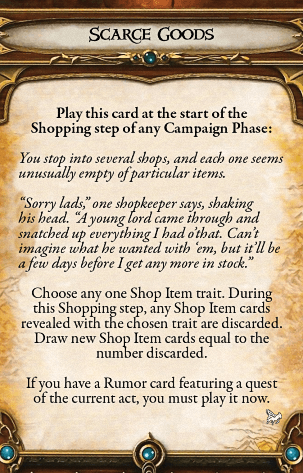 Scarce Goods
Play this card at the start of the
Shopping step of any Campaign Phase:
You stop into several shops, and each one seems
unusually empty of particular items.
“Sorry lads,” one shopkeeper says, shaking
his head. “A young lord came through and
snatched up everything I had o’that. Can’t
imagine what he wanted with ’em, but it’ll be
a few days before I get any more in stock.”
Choose any one Shop Item trait. During
this Shopping step, any Shop Item cards
revealed with the chosen trait are discarded.
Draw new Shop Item cards equal to the
number discarded.
If you have a Rumor card featuring a quest
of the current act, you must play it now.